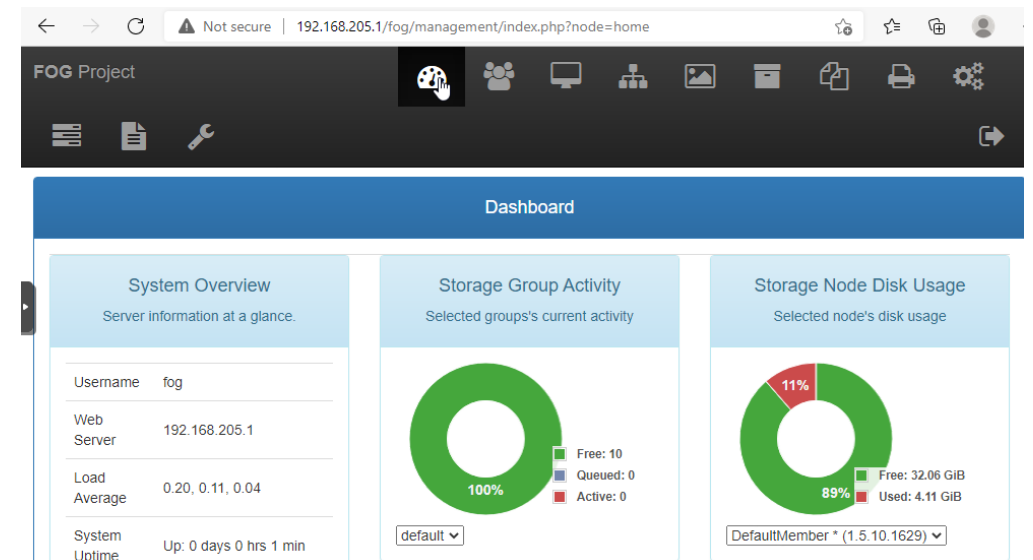 Not secure
192.168.205.1/fog/management/index.php?node=home
FOG Project
Dashboard
System Overview
Server information at a glance.
Username fog
Web Server 192.168.205.1
Load Average 0.20, 0.11, 0.04
System Uptime Up: 0 days 0 hrs 1 min
Storage Group Activity
Selected groups's current activity
100%
Free: 10
Queued: 0
Active: 0
default
Storage Node Disk Usage
Selected node's disk usage
11%
89%
Free: 32.06 GiB
Used: 4.11 GiB
DefaultMember * (1.5.10.1629)